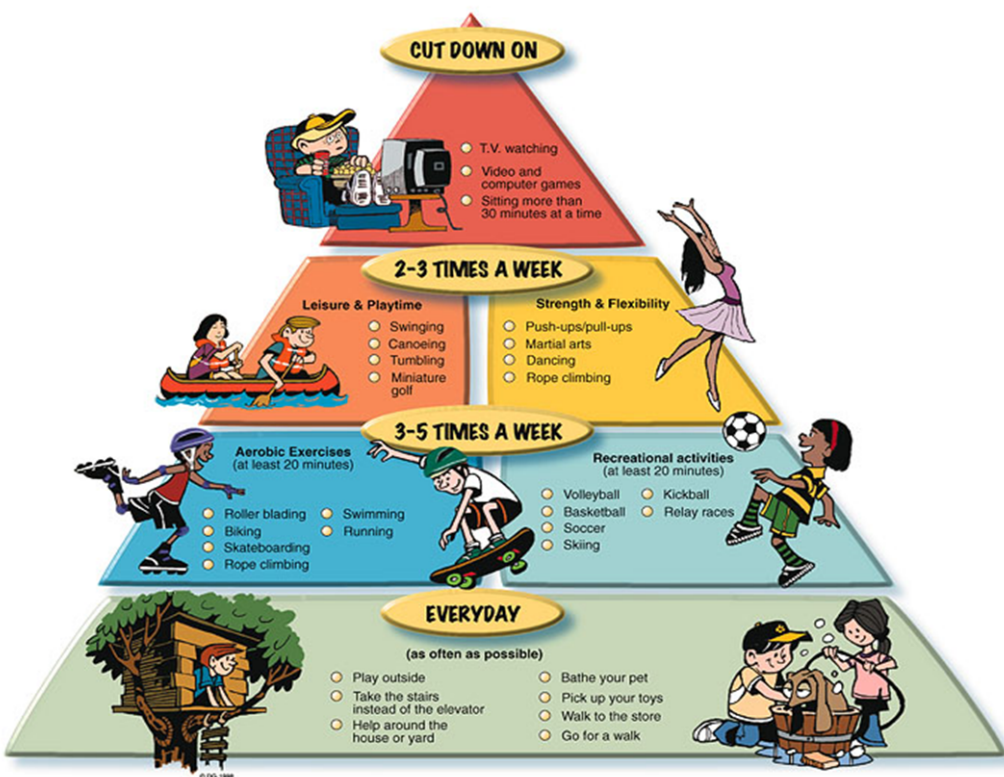 CUT DOWN ON
T.V. watching
Video and
computer games
Sitting more than
30 minutes at a time
2-3 TIMES A WEEK
Leisure & Playtime
Swinging
Canoeing
Tumbling
Miniature
golf
Strength & Flexibility
Push-ups/pull-ups
Martial arts
Dancing
Rope climbing
3-5 TIMES A WEEK
Aerobic Exercises
(at least 20 minutes)
Roller blading
Biking
Skateboarding
Rope climbing
Swimming
Running
Recreational activities
(at least 20 minutes)
Volleyball
Basketball
Soccer
Skiing
Kickball
Relay races
EVERYDAY
(as often as possible)
Play outside
Take the stairs
instead of the elevator
Help around the
house or yard
Bathe your pet
Pick up your toys
Walk to the store
Go for a walk